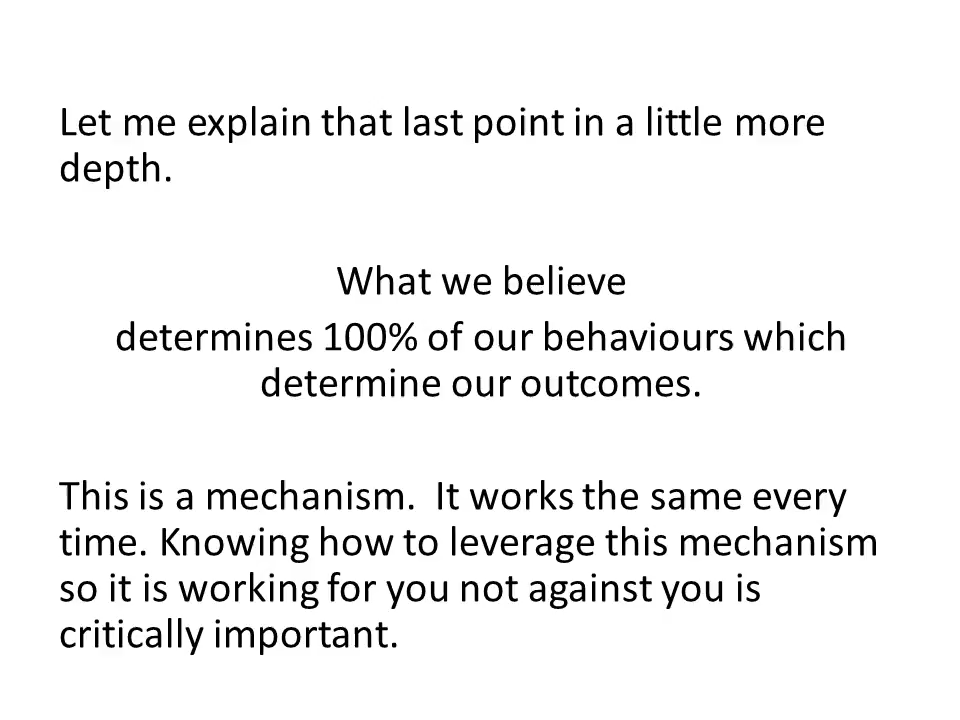 Let me explain that last point in a little more
depth.
What we believe
determines 100% of our behaviours which
determine our outcomes.
This is a mechanism.  It works the same every
time. Knowing how to leverage this mechanism
so it is working for you not against you is
critically important.